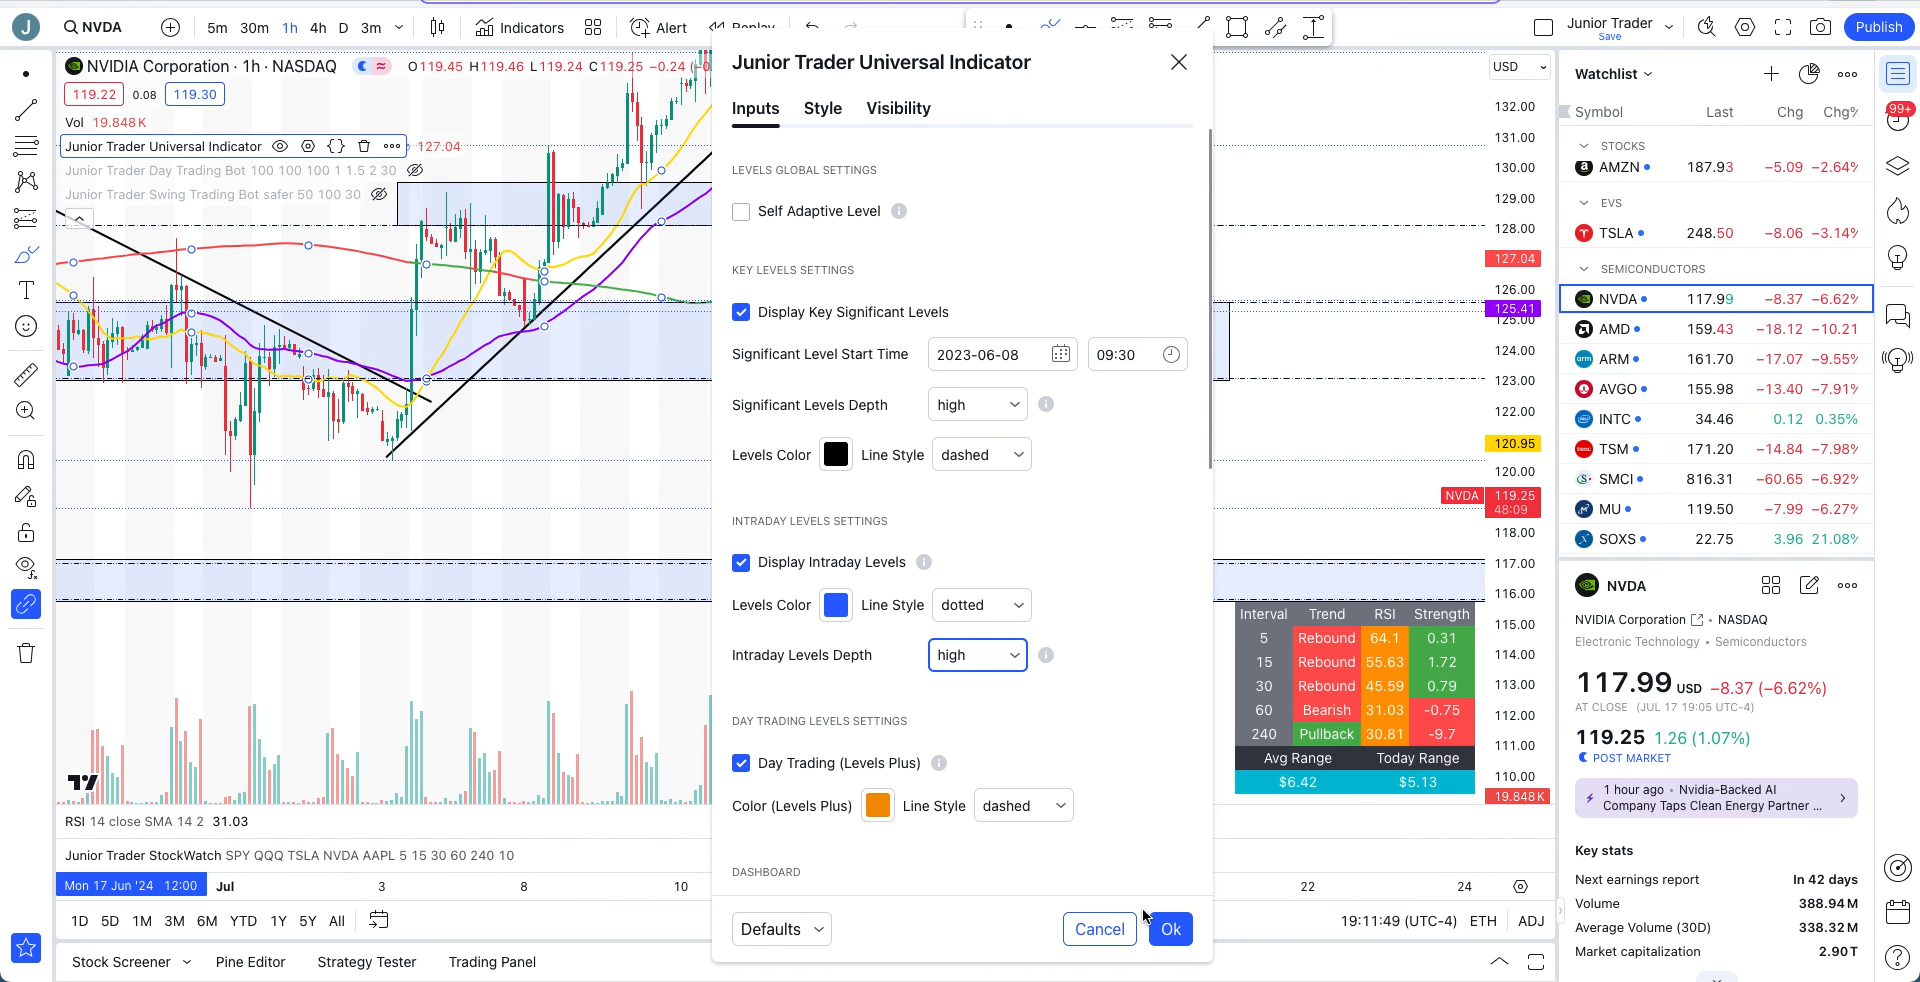 J
NVDA
5m 30m 1h 4h D 3m
Indicators
Alert
Replay
Junior Trader
Save
Publish
NVIDIA Corporation · 1h · NASDAQ
O119.45 H119.46 L119.24 C119.25 −0.24
119.22 0.08 119.30
Vol 19.848K
Junior Trader Universal Indicator 127.04
Junior Trader Day Trading Bot 100 100 100 1 1.5 2 30
Junior Trader Swing Trading Bot safer 50 100 30
RSI 14 close SMA 14 2 31.03
Junior Trader StockWatch SPY QQQ TSLA NVDA AAPL 5 15 30 60 240 10
Mon 17 Jun '24 12:00 Jul 3 8 10 22 24
1D 5D 1M 3M 6M YTD 1Y 5Y All
19:11:49 (UTC-4) ETH ADJ
Stock Screener Pine Editor Strategy Tester Trading Panel
Junior Trader Universal Indicator
Inputs Style Visibility
LEVELS GLOBAL SETTINGS
Self Adaptive Level
KEY LEVELS SETTINGS
Display Key Significant Levels
Significant Level Start Time 2023-06-08 09:30
Significant Levels Depth high
Levels Color Line Style dashed
INTRADAY LEVELS SETTINGS
Display Intraday Levels
Levels Color Line Style dotted
Intraday Levels Depth high
DAY TRADING LEVELS SETTINGS
Day Trading (Levels Plus)
Color (Levels Plus) Line Style dashed
DASHBOARD
Defaults Cancel Ok
USD
132.00
131.00
130.00
129.00
128.00
127.04
126.00
125.41
125.00
124.00
123.00
122.00
120.95
120.00
NVDA 119.25
48:09
118.00
117.00
116.00
115.00
114.00
113.00
112.00
111.00
110.00
19.848K
Interval Trend RSI Strength
5 Rebound 64.1 0.31
15 Rebound 55.63 1.72
30 Rebound 45.59 0.79
60 Bearish 31.03 -0.75
240 Pullback 30.81 -9.7
Avg Range Today Range
$6.42 $5.13
Watchlist
Symbol Last Chg Chg%
STOCKS
AMZN 187.93 −5.09 −2.64%
EVS
TSLA 248.50 −8.06 −3.14%
SEMICONDUCTORS
NVDA 117.99 −8.37 −6.62%
AMD 159.43 −18.12 −10.21
ARM 161.70 −17.07 −9.55%
AVGO 155.98 −13.40 −7.91%
INTC 34.46 0.12 0.35%
TSM 171.20 −14.84 −7.98%
SMCI 816.31 −60.65 −6.92%
MU 119.50 −7.99 −6.27%
SOXS 22.75 3.96 21.08%
NVDA
NVIDIA Corporation • NASDAQ
Electronic Technology • Semiconductors
117.99 USD −8.37 (−6.62%)
AT CLOSE (JUL 17 19:05 UTC-4)
119.25 1.26 (1.07%)
POST MARKET
1 hour ago • Nvidia-Backed AI
Company Taps Clean Energy Partner ...
Key stats
Next earnings report In 42 days
Volume 388.94M
Average Volume (30D) 338.32M
Market capitalization 2.90T
99+